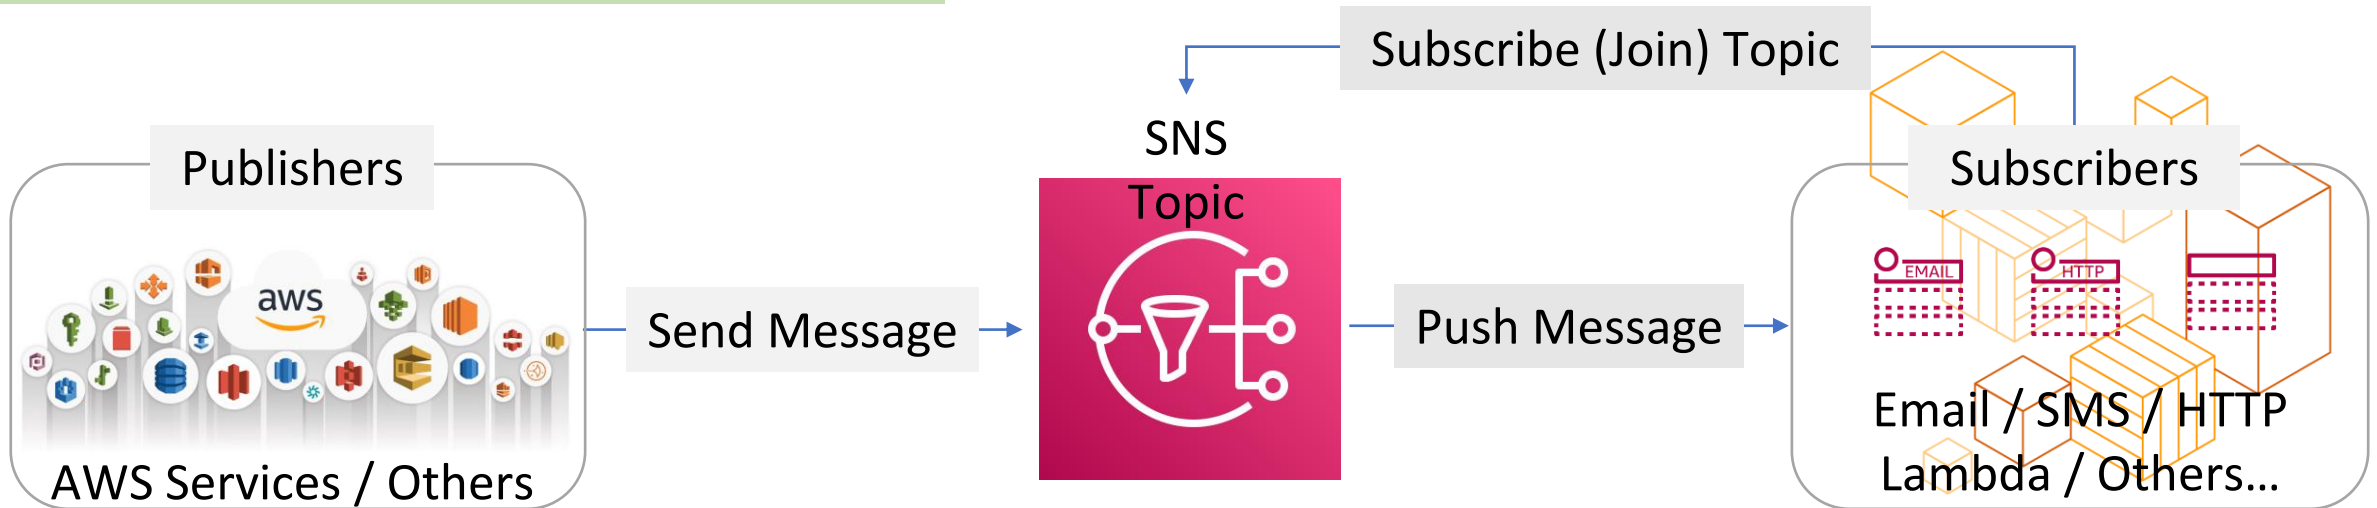 Subscribe (Join) Topic
SNS
Topic
Publishers
Subscribers
aws
EMAIL
HTTP
Send Message
Push Message
AWS Services / Others
Email / SMS / HTTP
Lambda / Others...